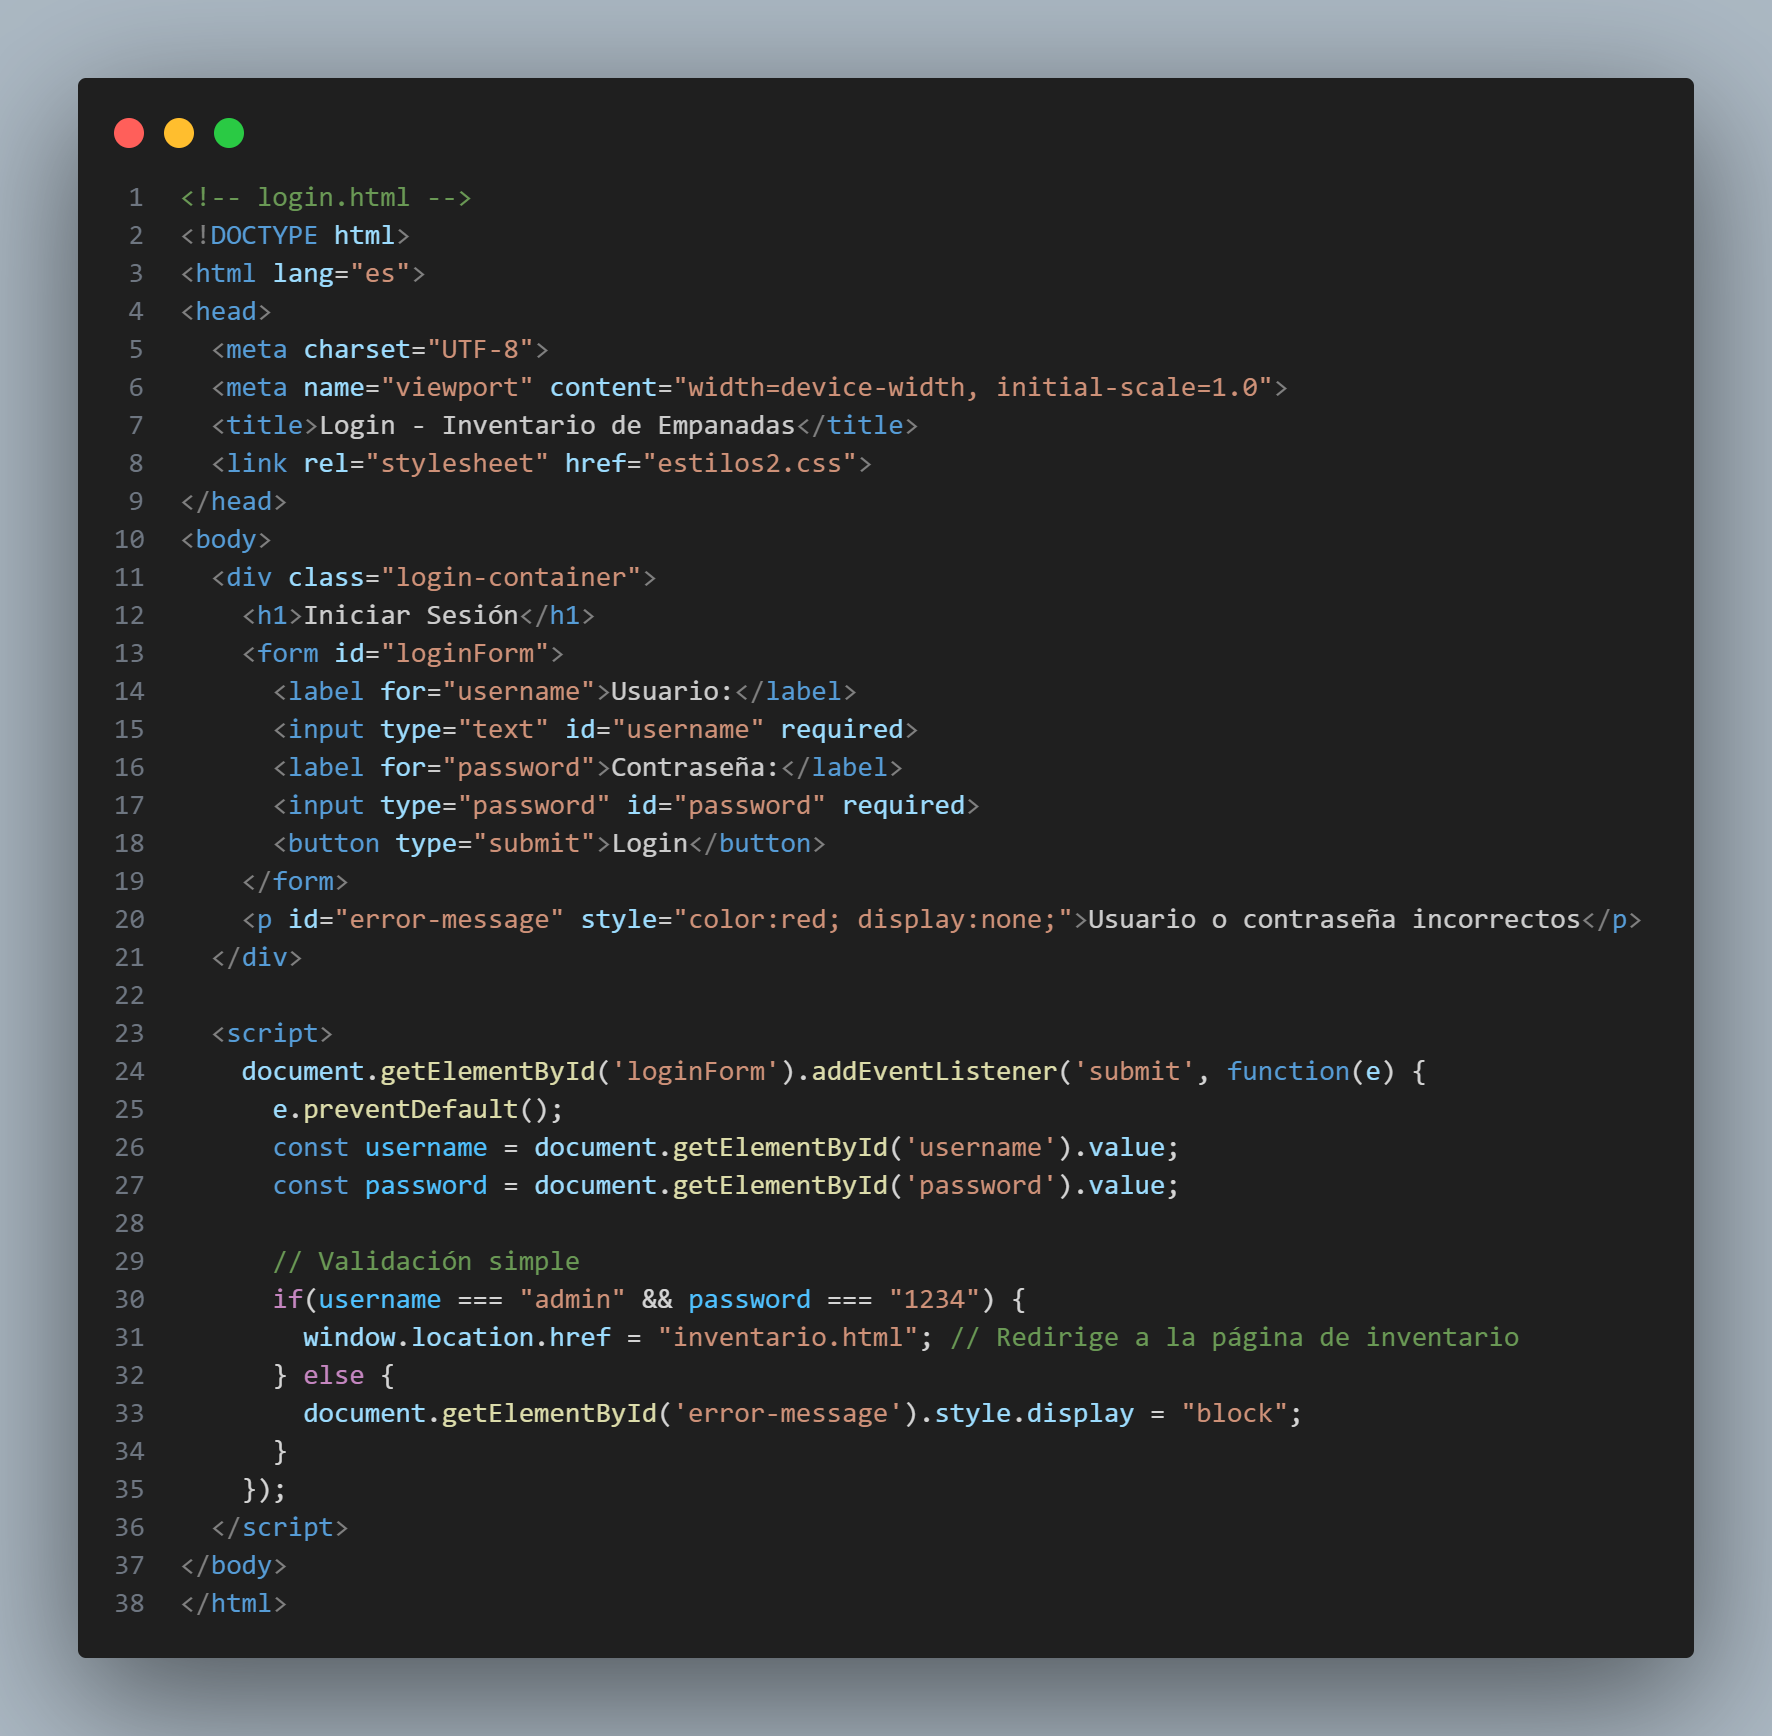 1 <!-- login.html -->
2 <!DOCTYPE html>
3 <html lang="es">
4 <head>
5   <meta charset="UTF-8">
6   <meta name="viewport" content="width=device-width, initial-scale=1.0">
7   <title>Login - Inventario de Empanadas</title>
8   <link rel="stylesheet" href="estilos2.css">
9 </head>
10 <body>
11   <div class="login-container">
12     <h1>Iniciar Sesión</h1>
13     <form id="loginForm">
14       <label for="username">Usuario:</label>
15       <input type="text" id="username" required>
16       <label for="password">Contraseña:</label>
17       <input type="password" id="password" required>
18       <button type="submit">Login</button>
19     </form>
20     <p id="error-message" style="color:red; display:none;">Usuario o contraseña incorrectos</p>
21   </div>
22
23   <script>
24     document.getElementById('loginForm').addEventListener('submit', function(e) {
25       e.preventDefault();
26       const username = document.getElementById('username').value;
27       const password = document.getElementById('password').value;
28
29       // Validación simple
30       if(username === "admin" && password === "1234") {
31         window.location.href = "inventario.html"; // Redirige a la página de inventario
32       } else {
33         document.getElementById('error-message').style.display = "block";
34       }
35     });
36   </script>
37 </body>
38 </html>